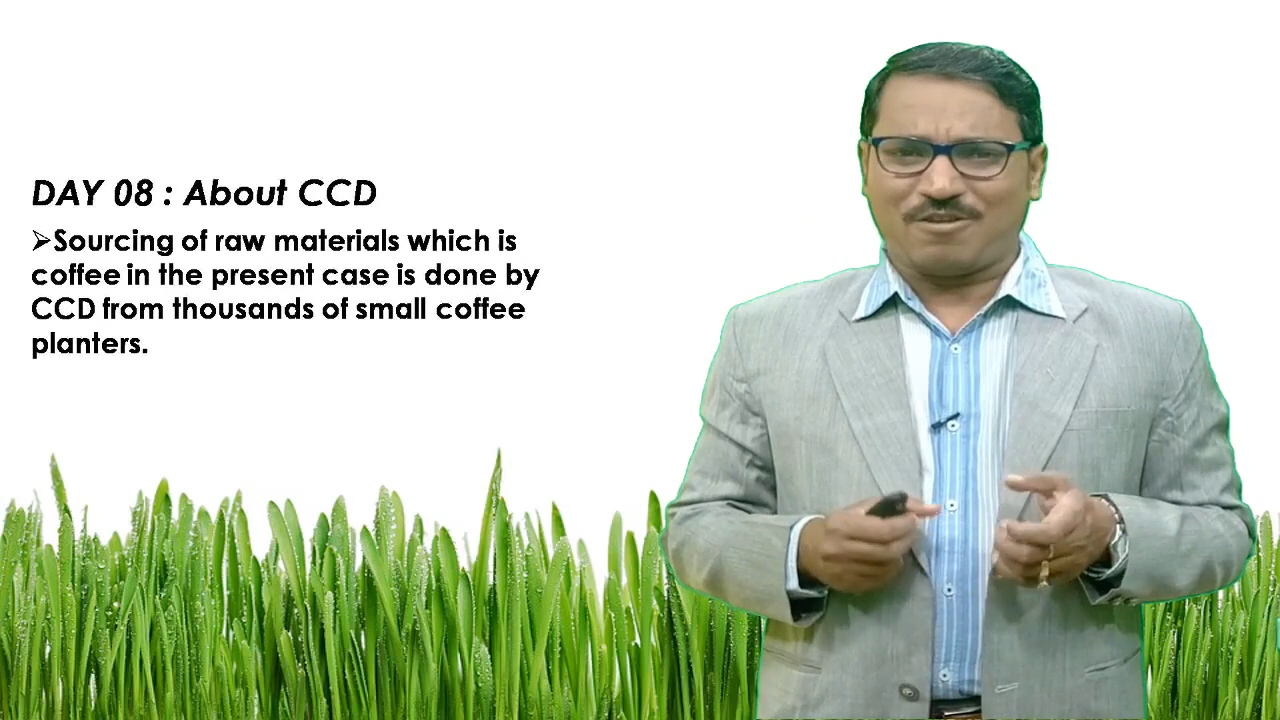 DAY 08 : About CCD
➢Sourcing of raw materials which is
coffee in the present case is done by
CCD from thousands of small coffee
planters.